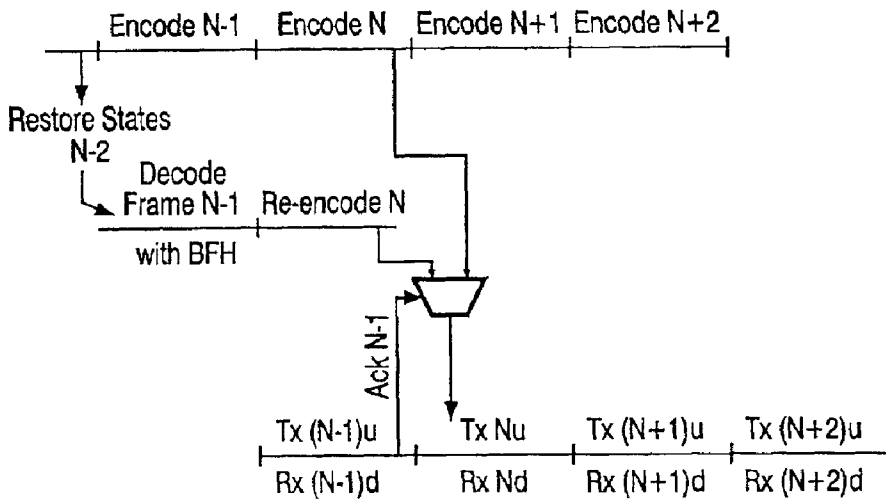 Encode N-1 Encode N Encode N+1 Encode N+2
Restore States
N-2
Decode
Frame N-1 Re-encode N
with BFH
Ack N-1
Tx (N-1)u Tx Nu Tx (N+1)u Tx (N+2)u
Rx (N-1)d Rx Nd Rx (N+1)d Rx (N+2)d